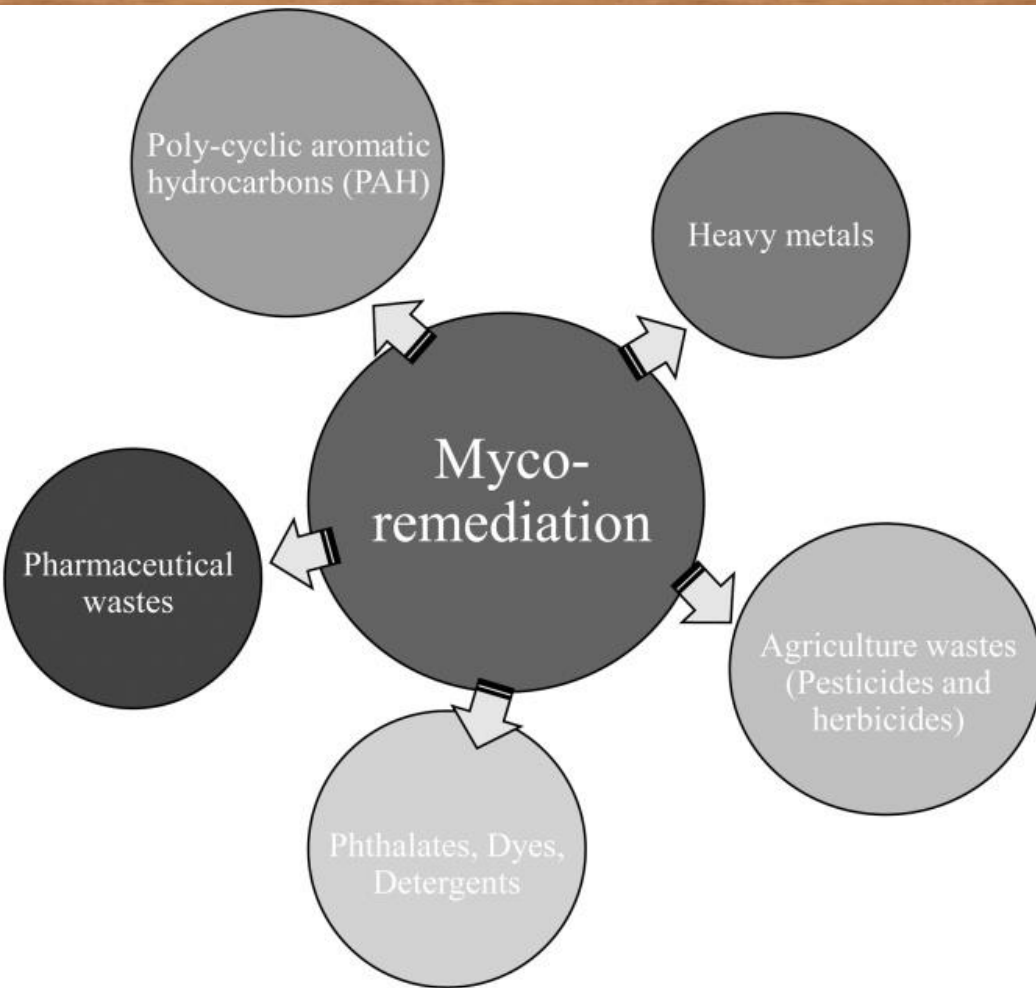 Poly-cyclic aromatic
hydrocarbons (PAH)
Heavy metals
Myco-
remediation
Pharmaceutical
wastes
Agriculture wastes
(Pesticides and
herbicides)
Phthalates, Dyes,
Detergents